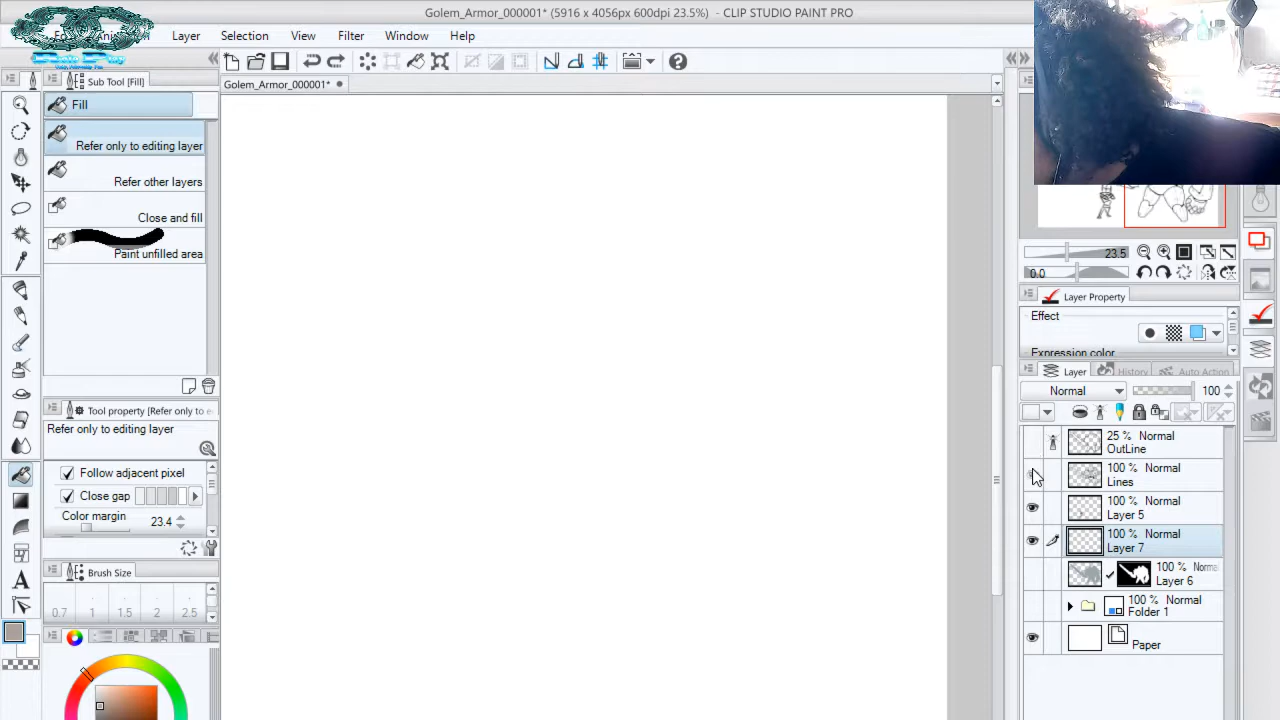 Golem_Armor_000001* (5916 x 4056px 600dpi 23.5%) - CLIP STUDIO PAINT PRO
Layer Selection View Filter Window Help
Sub Tool [Fill]
Golem_Armor_000001*
Fill
Refer only to editing layer
Refer other layers
Close and fill
Paint unfilled area
23.5
0.0
Layer Property
Effect
Expression color
Layer History Auto Action
Normal 100
25 % Normal
OutLine
100 % Normal
Lines
100 % Normal
Layer 5
100 % Normal
Layer 7
100 % Normal
Layer 6
100 % Normal
Folder 1
Paper
Tool property [Refer only to e
Refer only to editing layer
Follow adjacent pixel
Close gap
Color margin 23.4
Brush Size
0.7 1 1.5 2 2.5